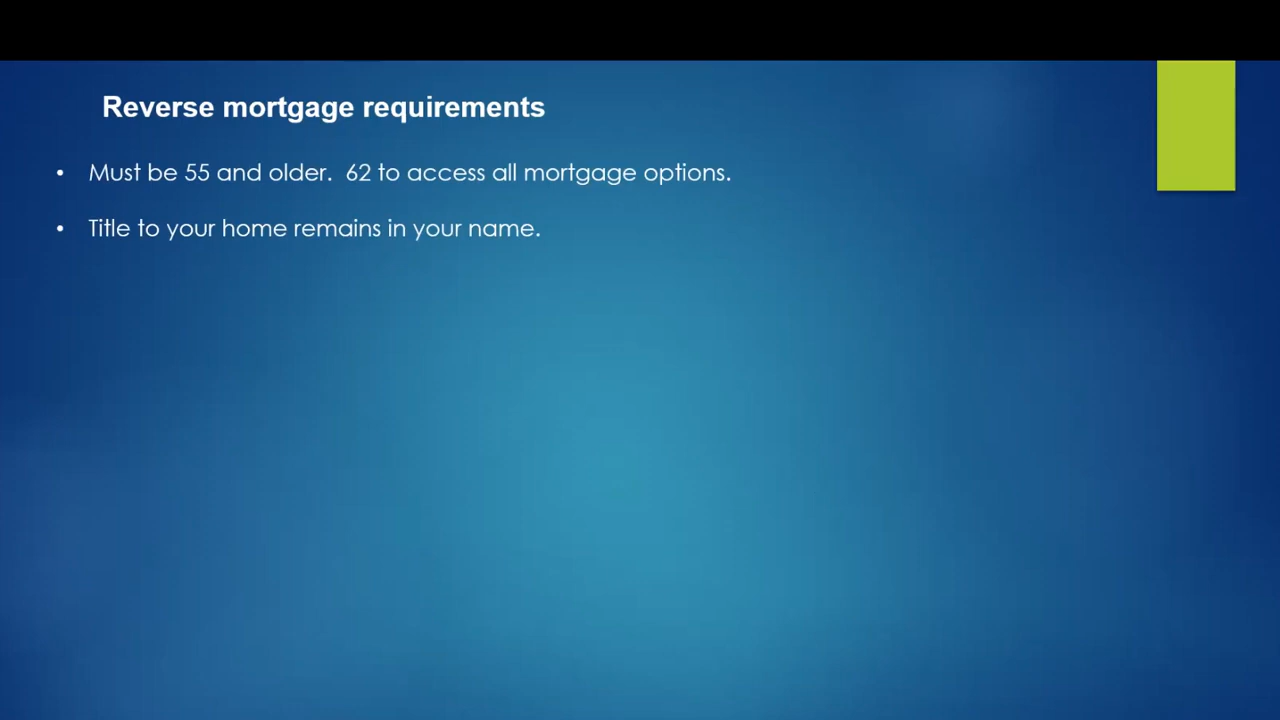 Reverse mortgage requirements
• Must be 55 and older.  62 to access all mortgage options.
• Title to your home remains in your name.